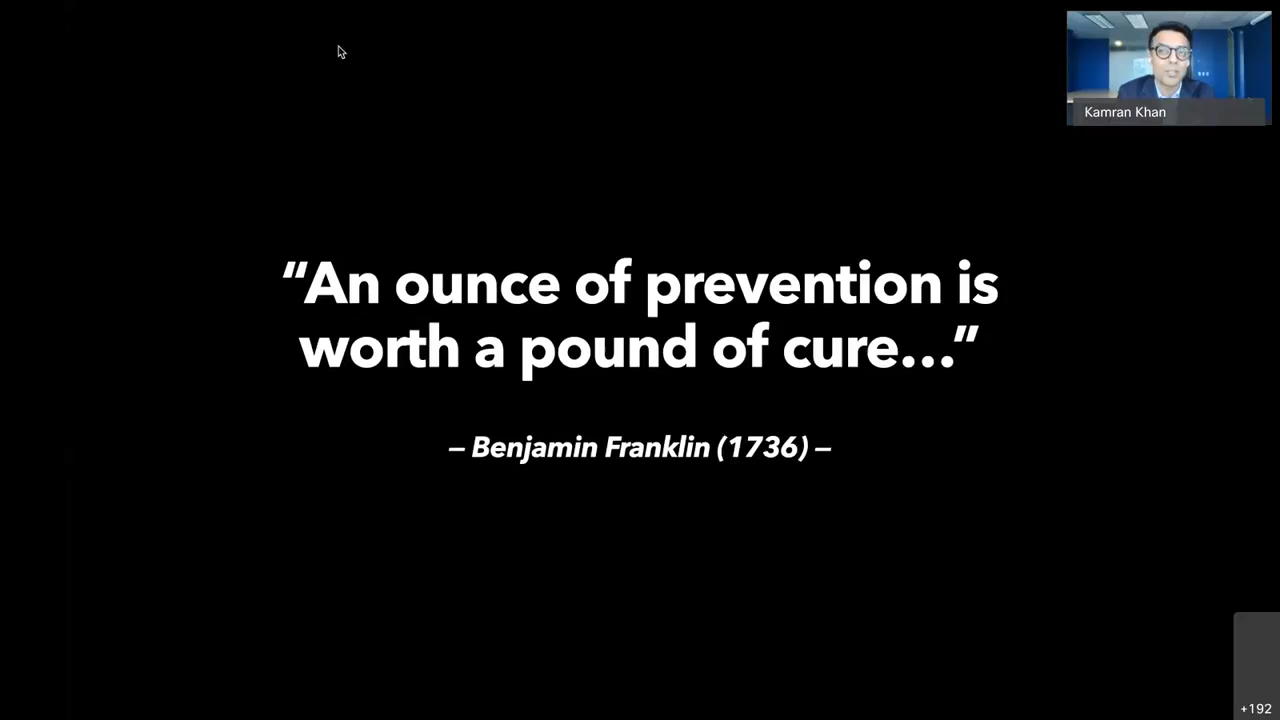 Kamran Khan
“An ounce of prevention is
worth a pound of cure...”
– Benjamin Franklin (1736) –
+192